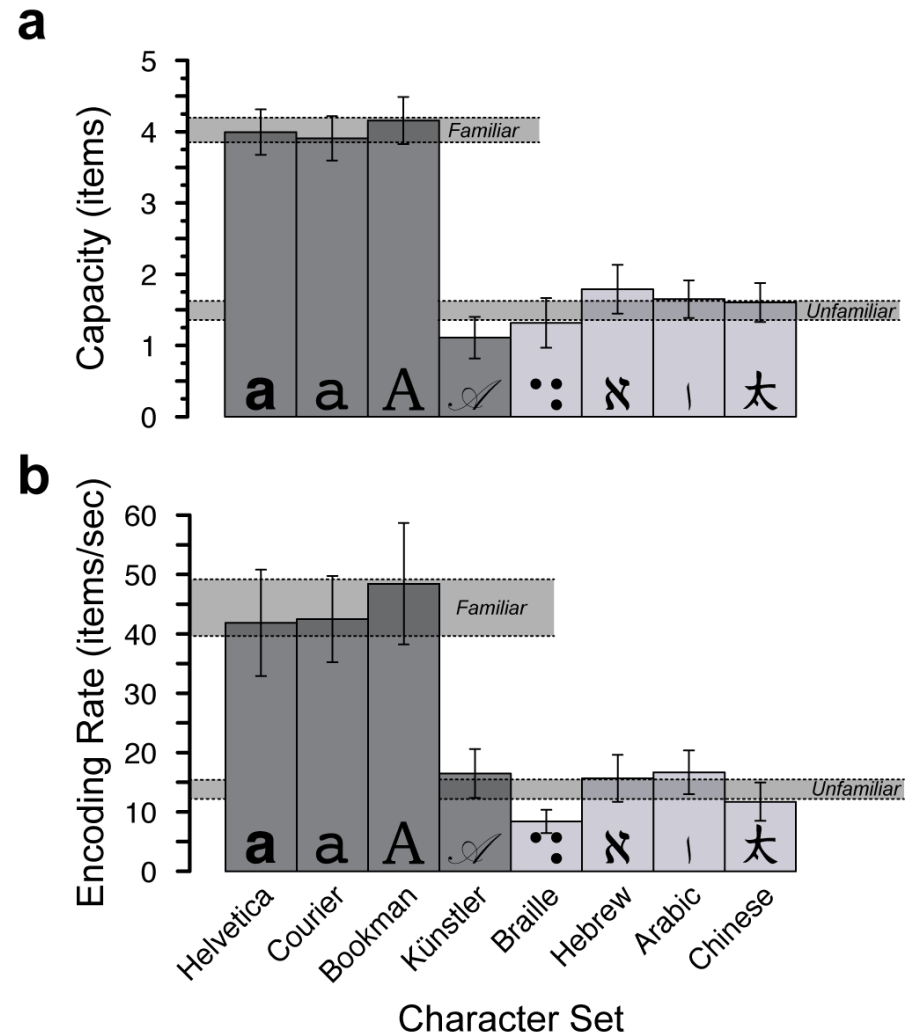 a
Capacity (items)
5
4
3
2
1
0
Familiar
Unfamiliar
a
a
A
𝒜
⠙
א
ו
太
b
Encoding Rate (items/sec)
60
50
40
30
20
10
0
Familiar
Unfamiliar
a
a
A
𝒜
⠙
א
ו
太
Helvetica
Courier
Bookman
Künstler
Braille
Hebrew
Arabic
Chinese
Character Set